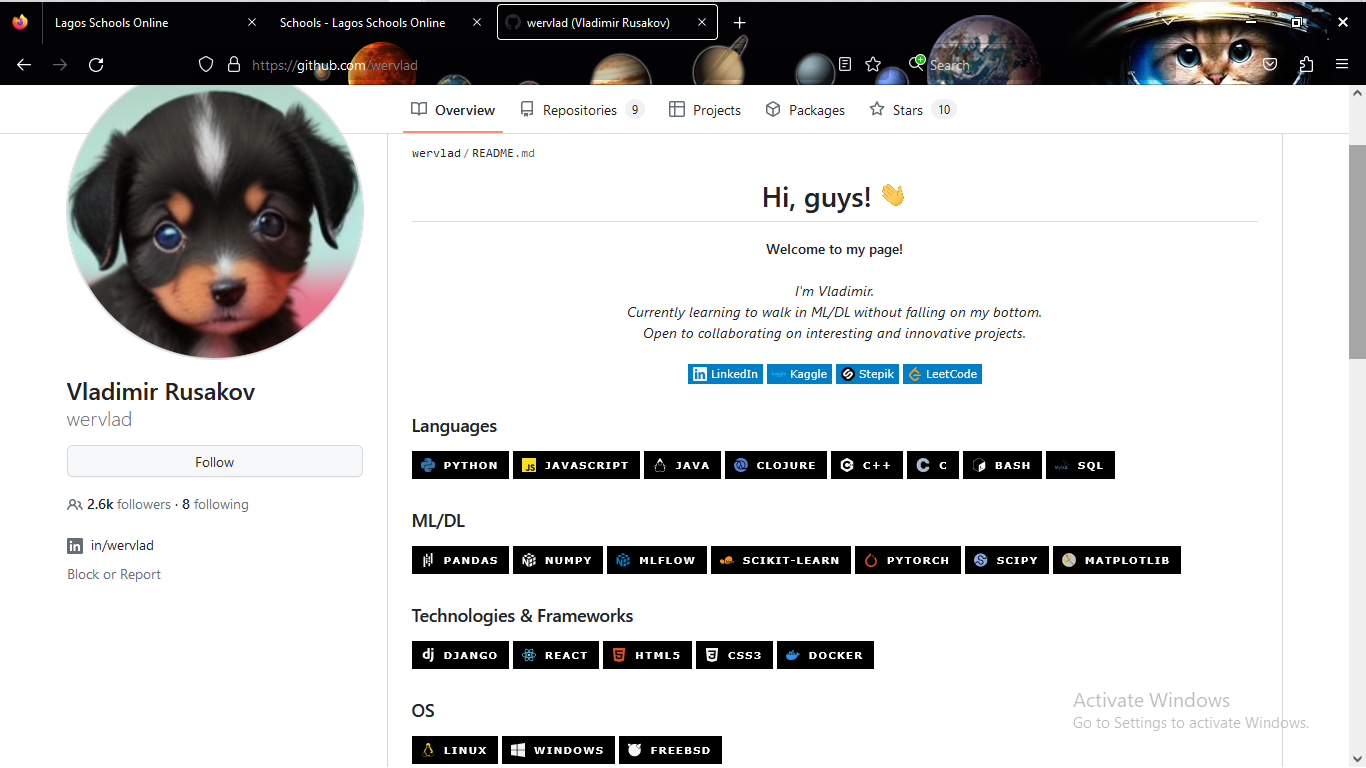 Lagos Schools Online
Schools - Lagos Schools Online
wervlad (Vladimir Rusakov)
https://github.com/wervlad
Search
Overview
Repositories 9
Projects
Packages
Stars 10
wervlad / README.md
Hi, guys! 👋
Welcome to my page!
I'm Vladimir.
Currently learning to walk in ML/DL without falling on my bottom.
Open to collaborating on interesting and innovative projects.
LinkedIn Kaggle Stepik LeetCode
Vladimir Rusakov
wervlad
Follow
2.6k followers · 8 following
in/wervlad
Block or Report
Languages
PYTHON JAVASCRIPT JAVA CLOJURE C++ C BASH SQL
ML/DL
PANDAS NUMPY MLFLOW SCIKIT-LEARN PYTORCH SCIPY MATPLOTLIB
Technologies & Frameworks
DJANGO REACT HTML5 CSS3 DOCKER
OS
LINUX WINDOWS FREEBSD
Activate Windows
Go to Settings to activate Windows.